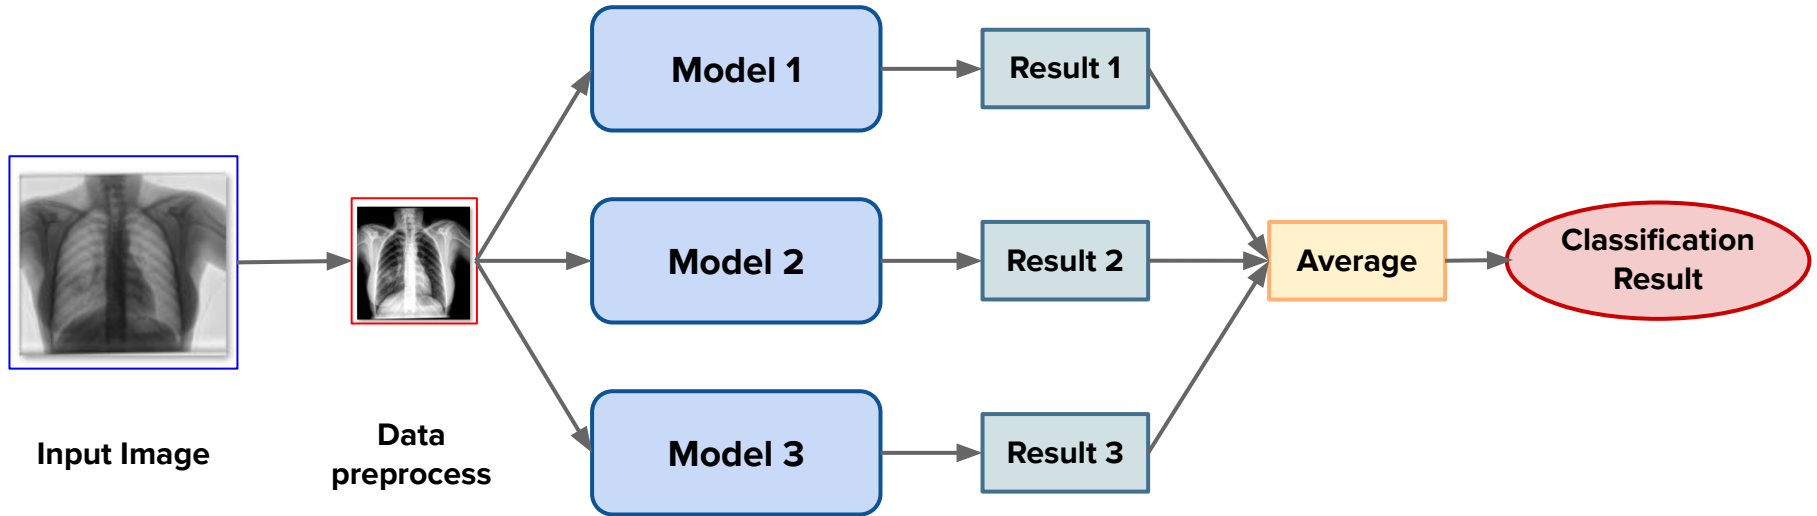 Input Image
Data
preprocess
Model 1
Model 2
Model 3
Result 1
Result 2
Result 3
Average
Classification
Result